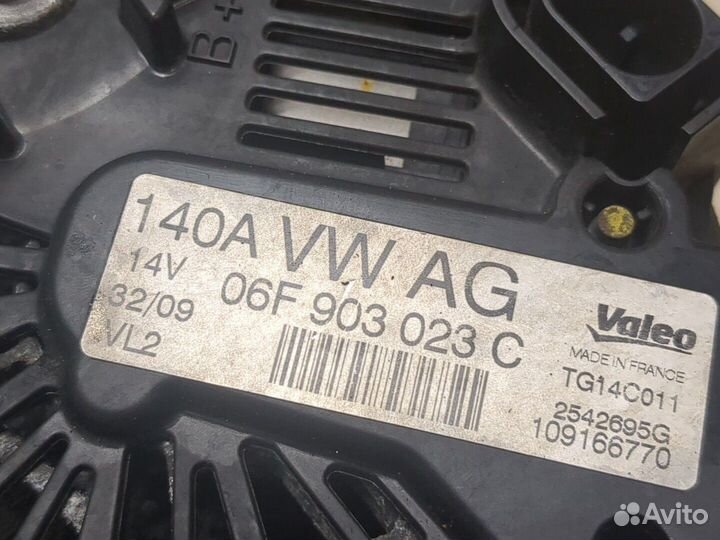 B+
140A VW AG
14V 06F 903 023 C
32/09
VL2
Valeo
MADE IN FRANCE
TG14C011
2542695G
109166770
Avito